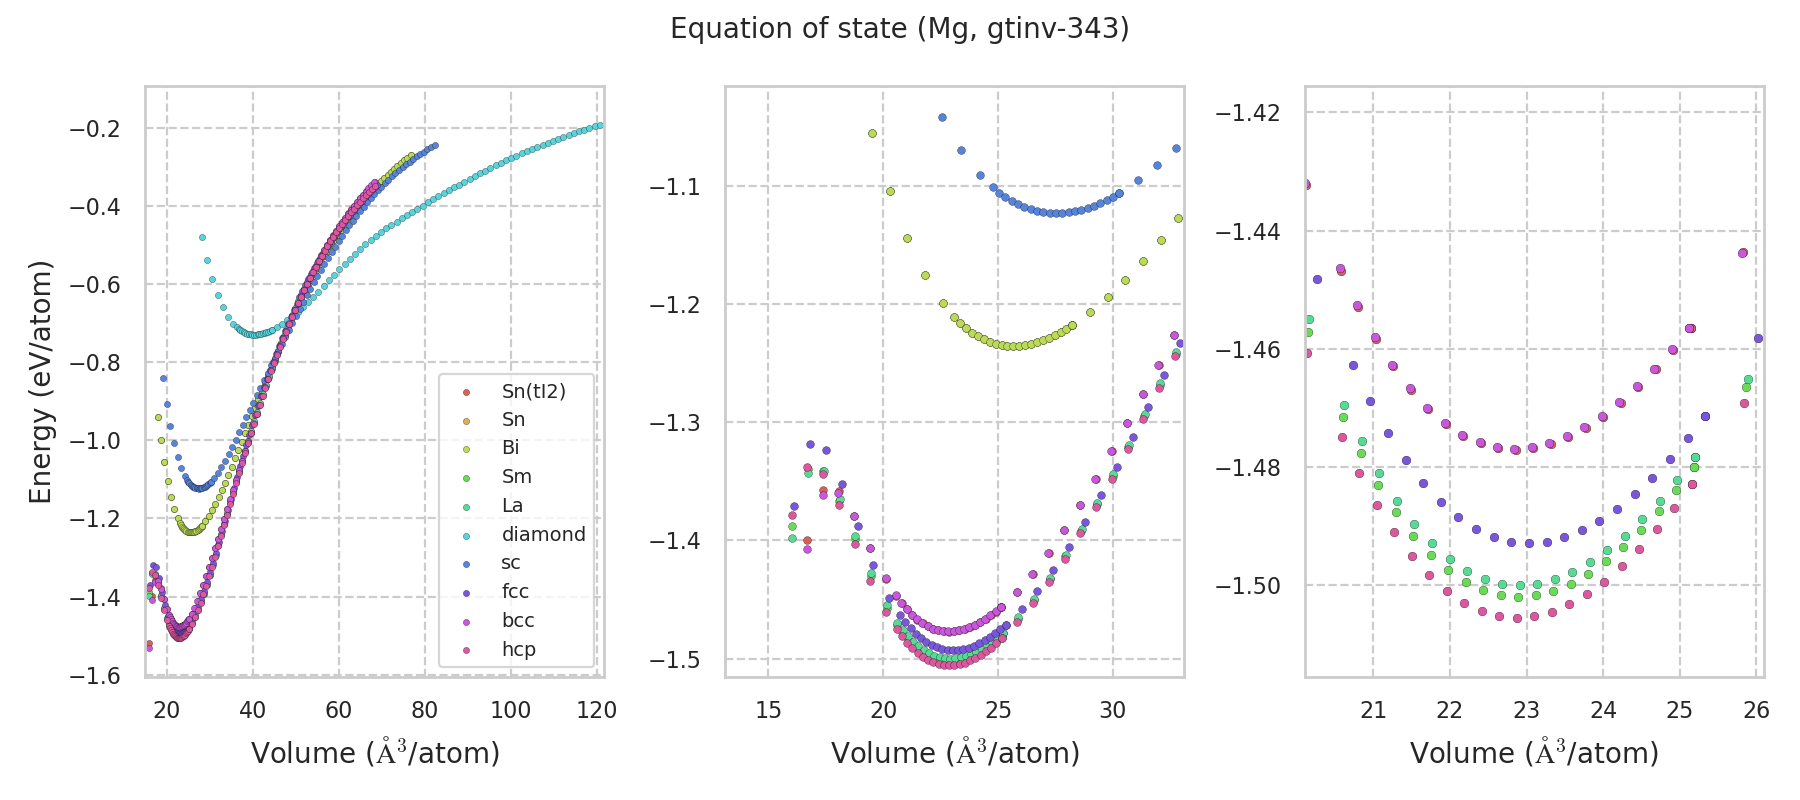 Equation of state (Mg, gtinv-343)
Energy (eV/atom)
−0.2
−0.4
−0.6
−0.8
−1.0
−1.2
−1.4
−1.6
20 40 60 80 100 120
Volume (Å³/atom)
Sn(tI2)
Sn
Bi
Sm
La
diamond
sc
fcc
bcc
hcp
−1.1
−1.2
−1.3
−1.4
−1.5
15 20 25 30
Volume (Å³/atom)
−1.42
−1.44
−1.46
−1.48
−1.50
21 22 23 24 25 26
Volume (Å³/atom)